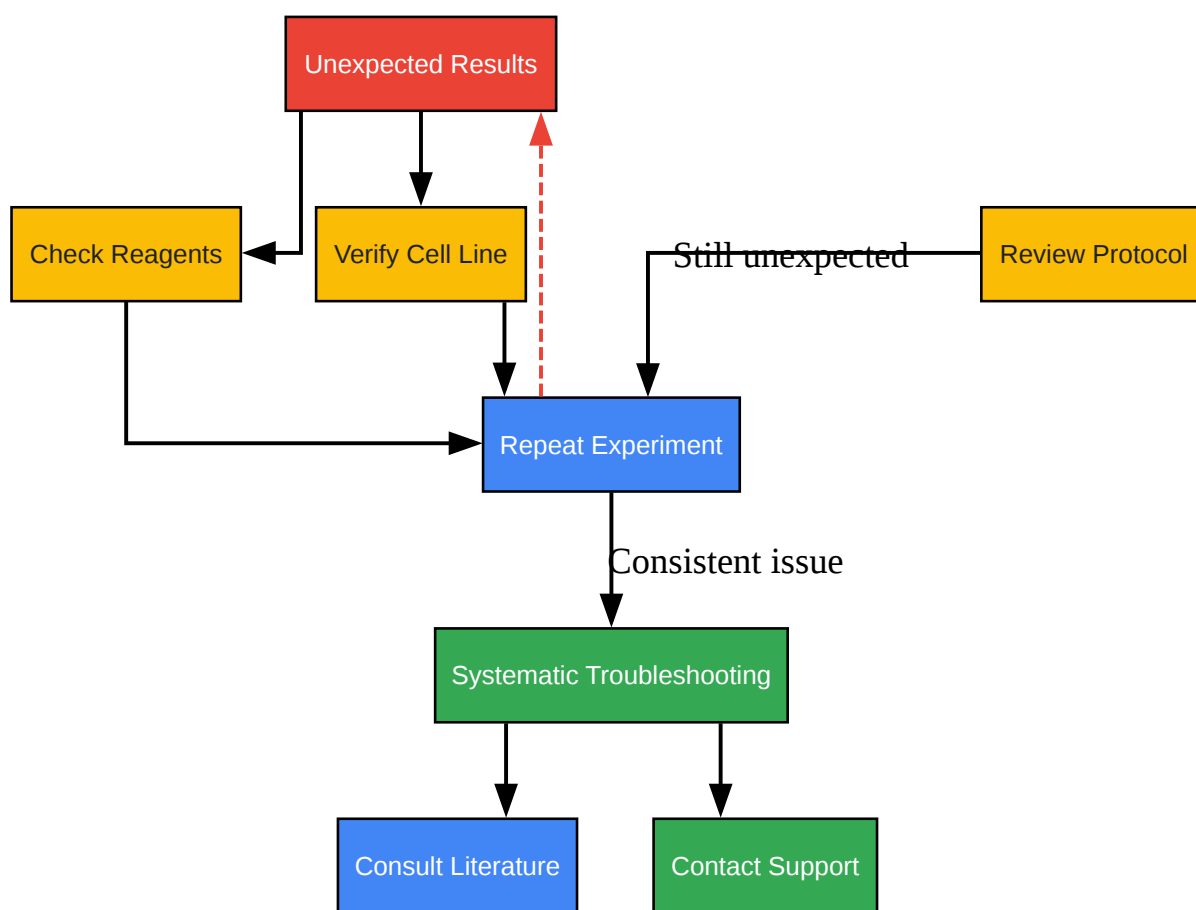 Unexpected Results
Check Reagents
Verify Cell Line
Still unexpected
Review Protocol
Repeat Experiment
Consistent issue
Systematic Troubleshooting
Consult Literature
Contact Support